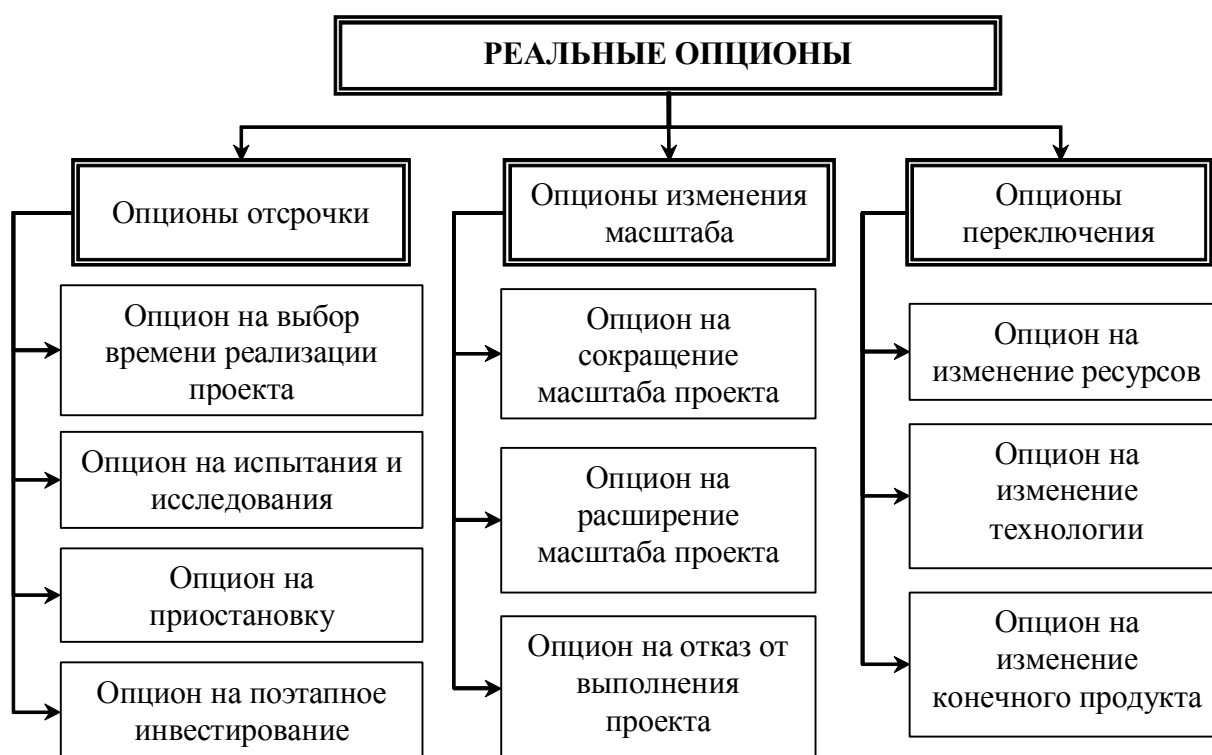 РЕАЛЬНЫЕ ОПЦИОНЫ
Опционы отсрочки
Опцион на выбор
времени реализации
проекта
Опцион на испытания и
исследования
Опцион на
приостановку
Опцион на поэтапное
инвестирование
Опционы изменения
масштаба
Опцион на
сокращение
масштаба проекта
Опцион на
расширение
масштаба проекта
Опцион на отказ от
выполнения
проекта
Опционы
переключения
Опцион на
изменение ресурсов
Опцион на
изменение
технологии
Опцион на
изменение
конечного продукта